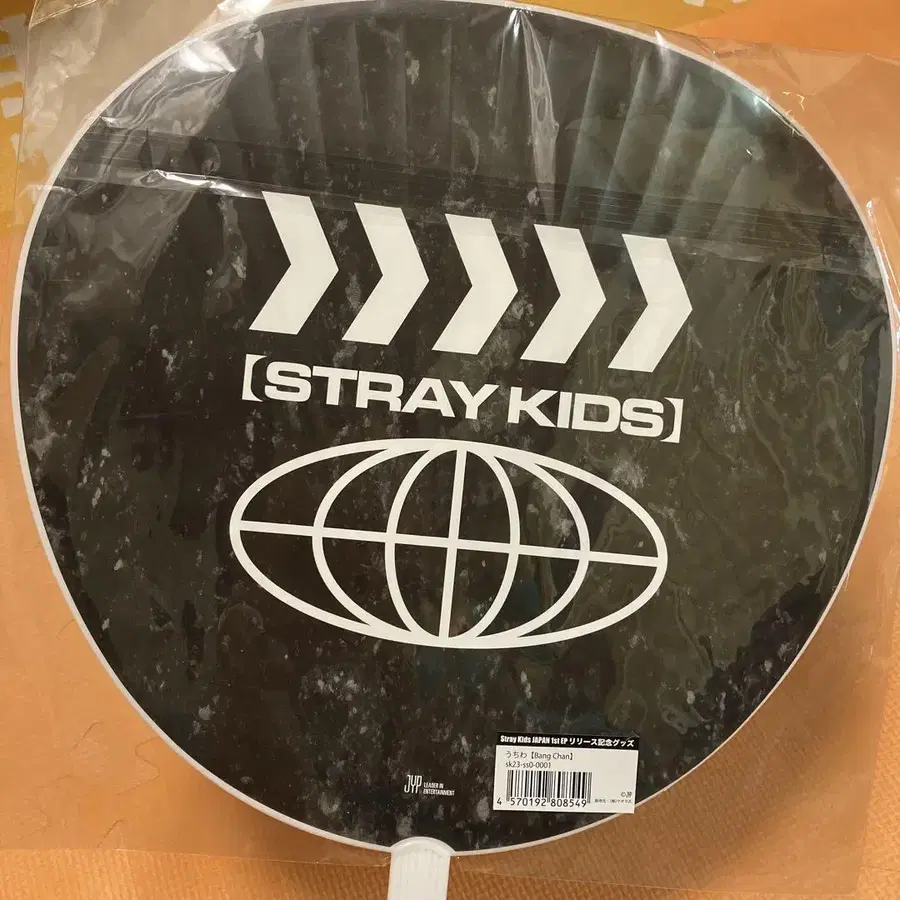 【STRAY KIDS】
JYP LEADER IN
ENTERTAINMENT
Stray Kids JAPAN 1st EP リリース記念グッズ
うちわ【Bang Chan】
sk23-ss0-0001
4 570192 808549